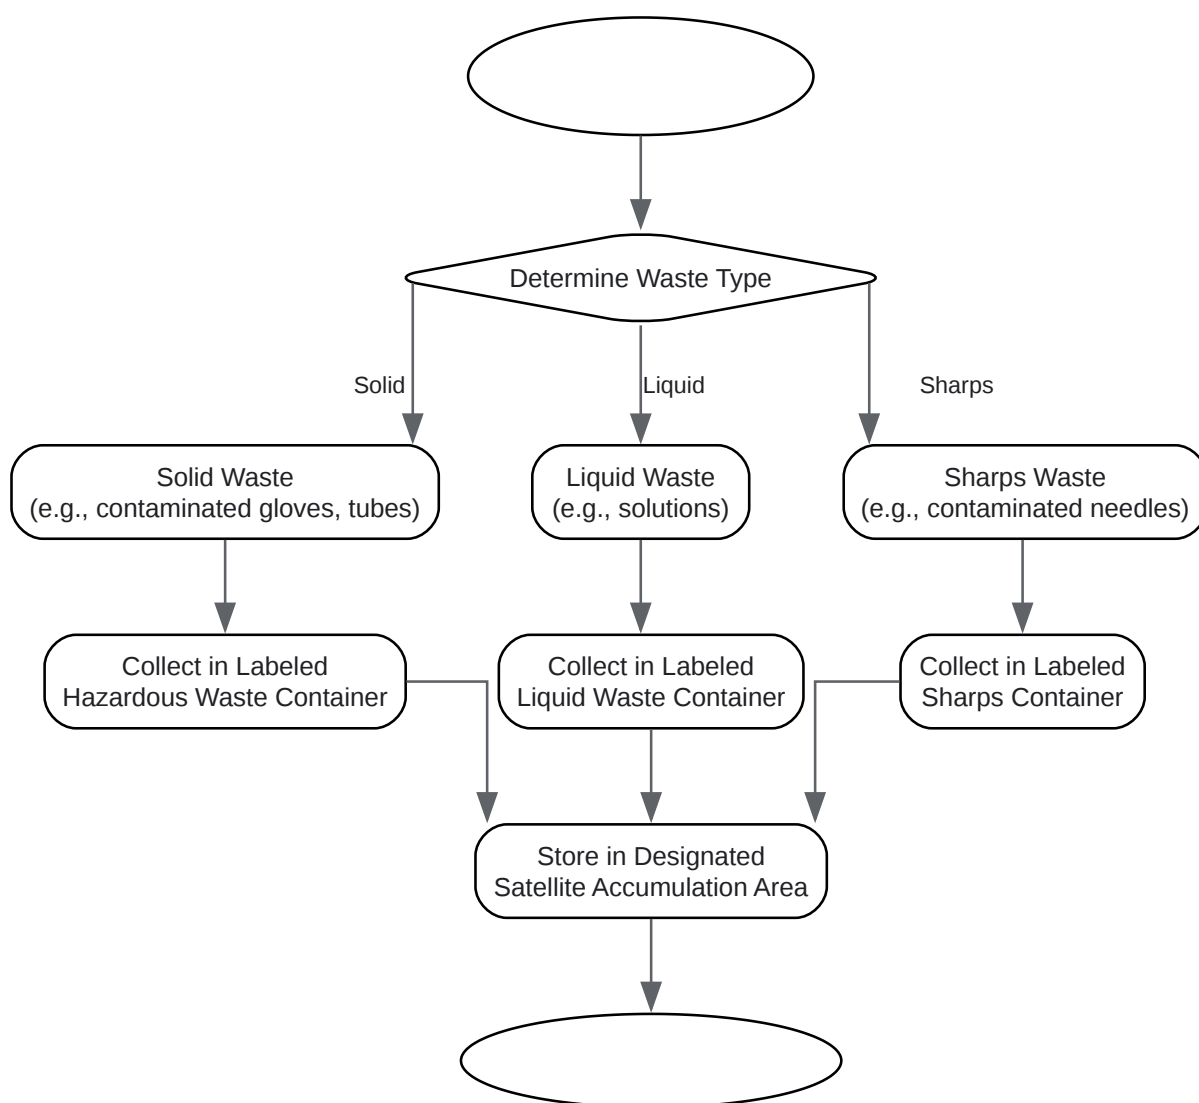 Determine Waste Type
Solid
Liquid
Sharps
Solid Waste
(e.g., contaminated gloves, tubes)
Liquid Waste
(e.g., solutions)
Sharps Waste
(e.g., contaminated needles)
Collect in Labeled
Hazardous Waste Container
Collect in Labeled
Liquid Waste Container
Collect in Labeled
Sharps Container
Store in Designated
Satellite Accumulation Area